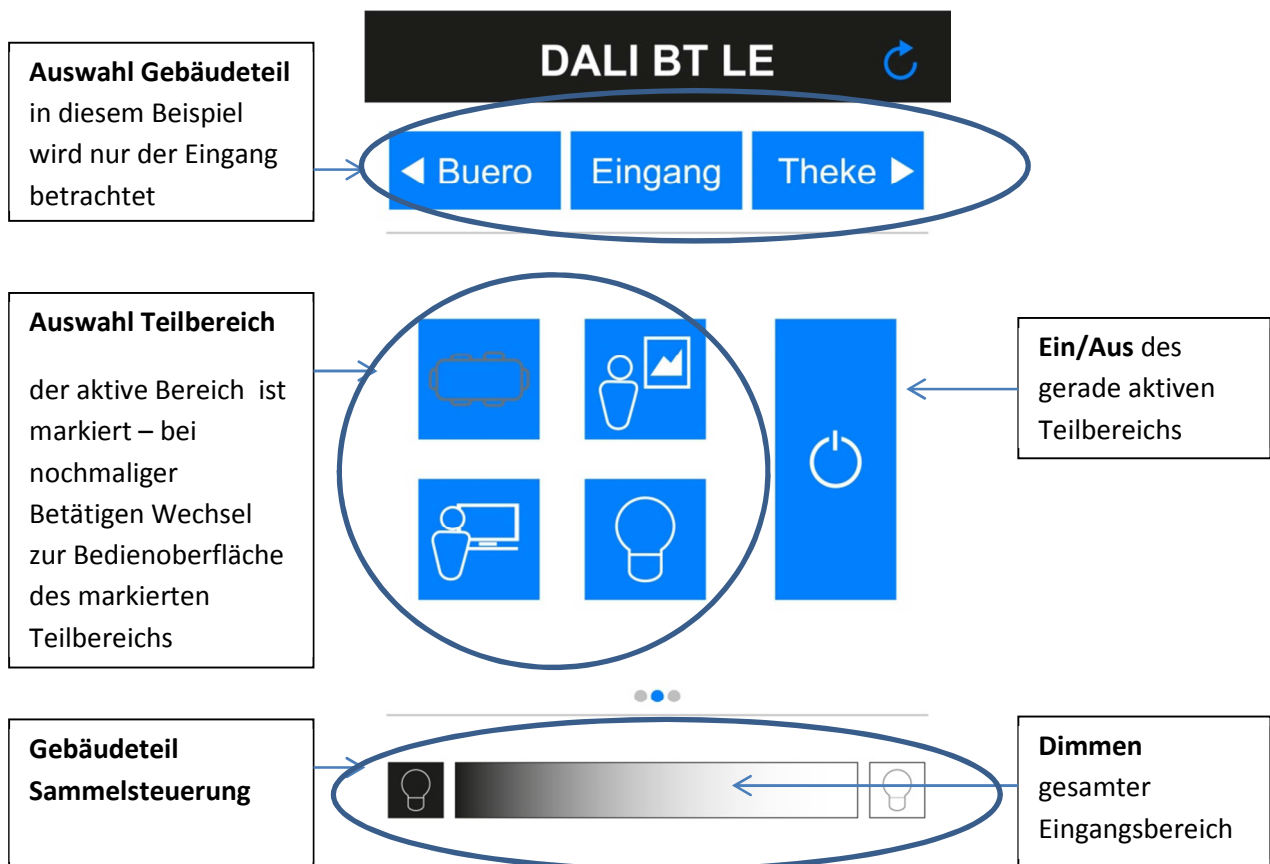 DALI BT LE
Auswahl Gebäudeteil
in diesem Beispiel
wird nur der Eingang
betrachtet
◀ Buero
Eingang
Theke ▶
Auswahl Teilbereich
der aktive Bereich ist
markiert – bei
nochmaliger
Betätigen Wechsel
zur Bedienoberfläche
des markierten
Teilbereichs
Ein/Aus des
gerade aktiven
Teilbereichs
Gebäudeteil
Sammelsteuerung
Dimmen
gesamter
Eingangsbereich